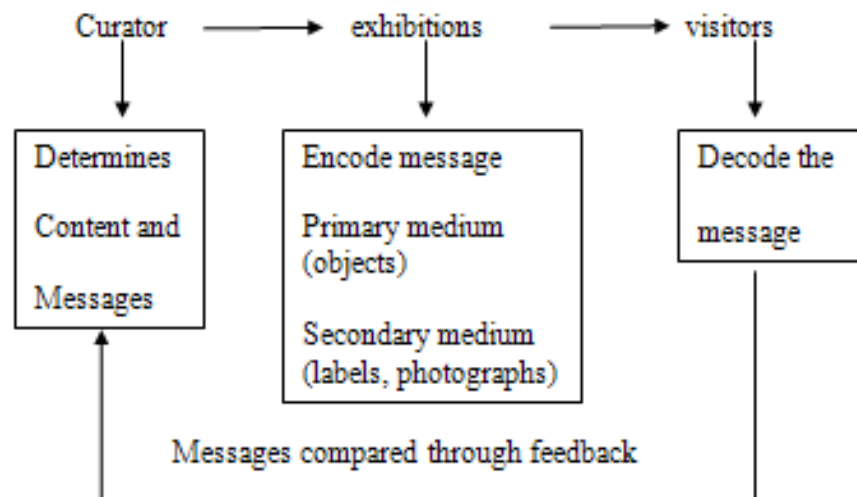 Curator exhibitions visitors
Determines
Content and
Messages
Encode message
Primary medium
(objects)
Secondary medium
(labels, photographs)
Decode the
message
Messages compared through feedback